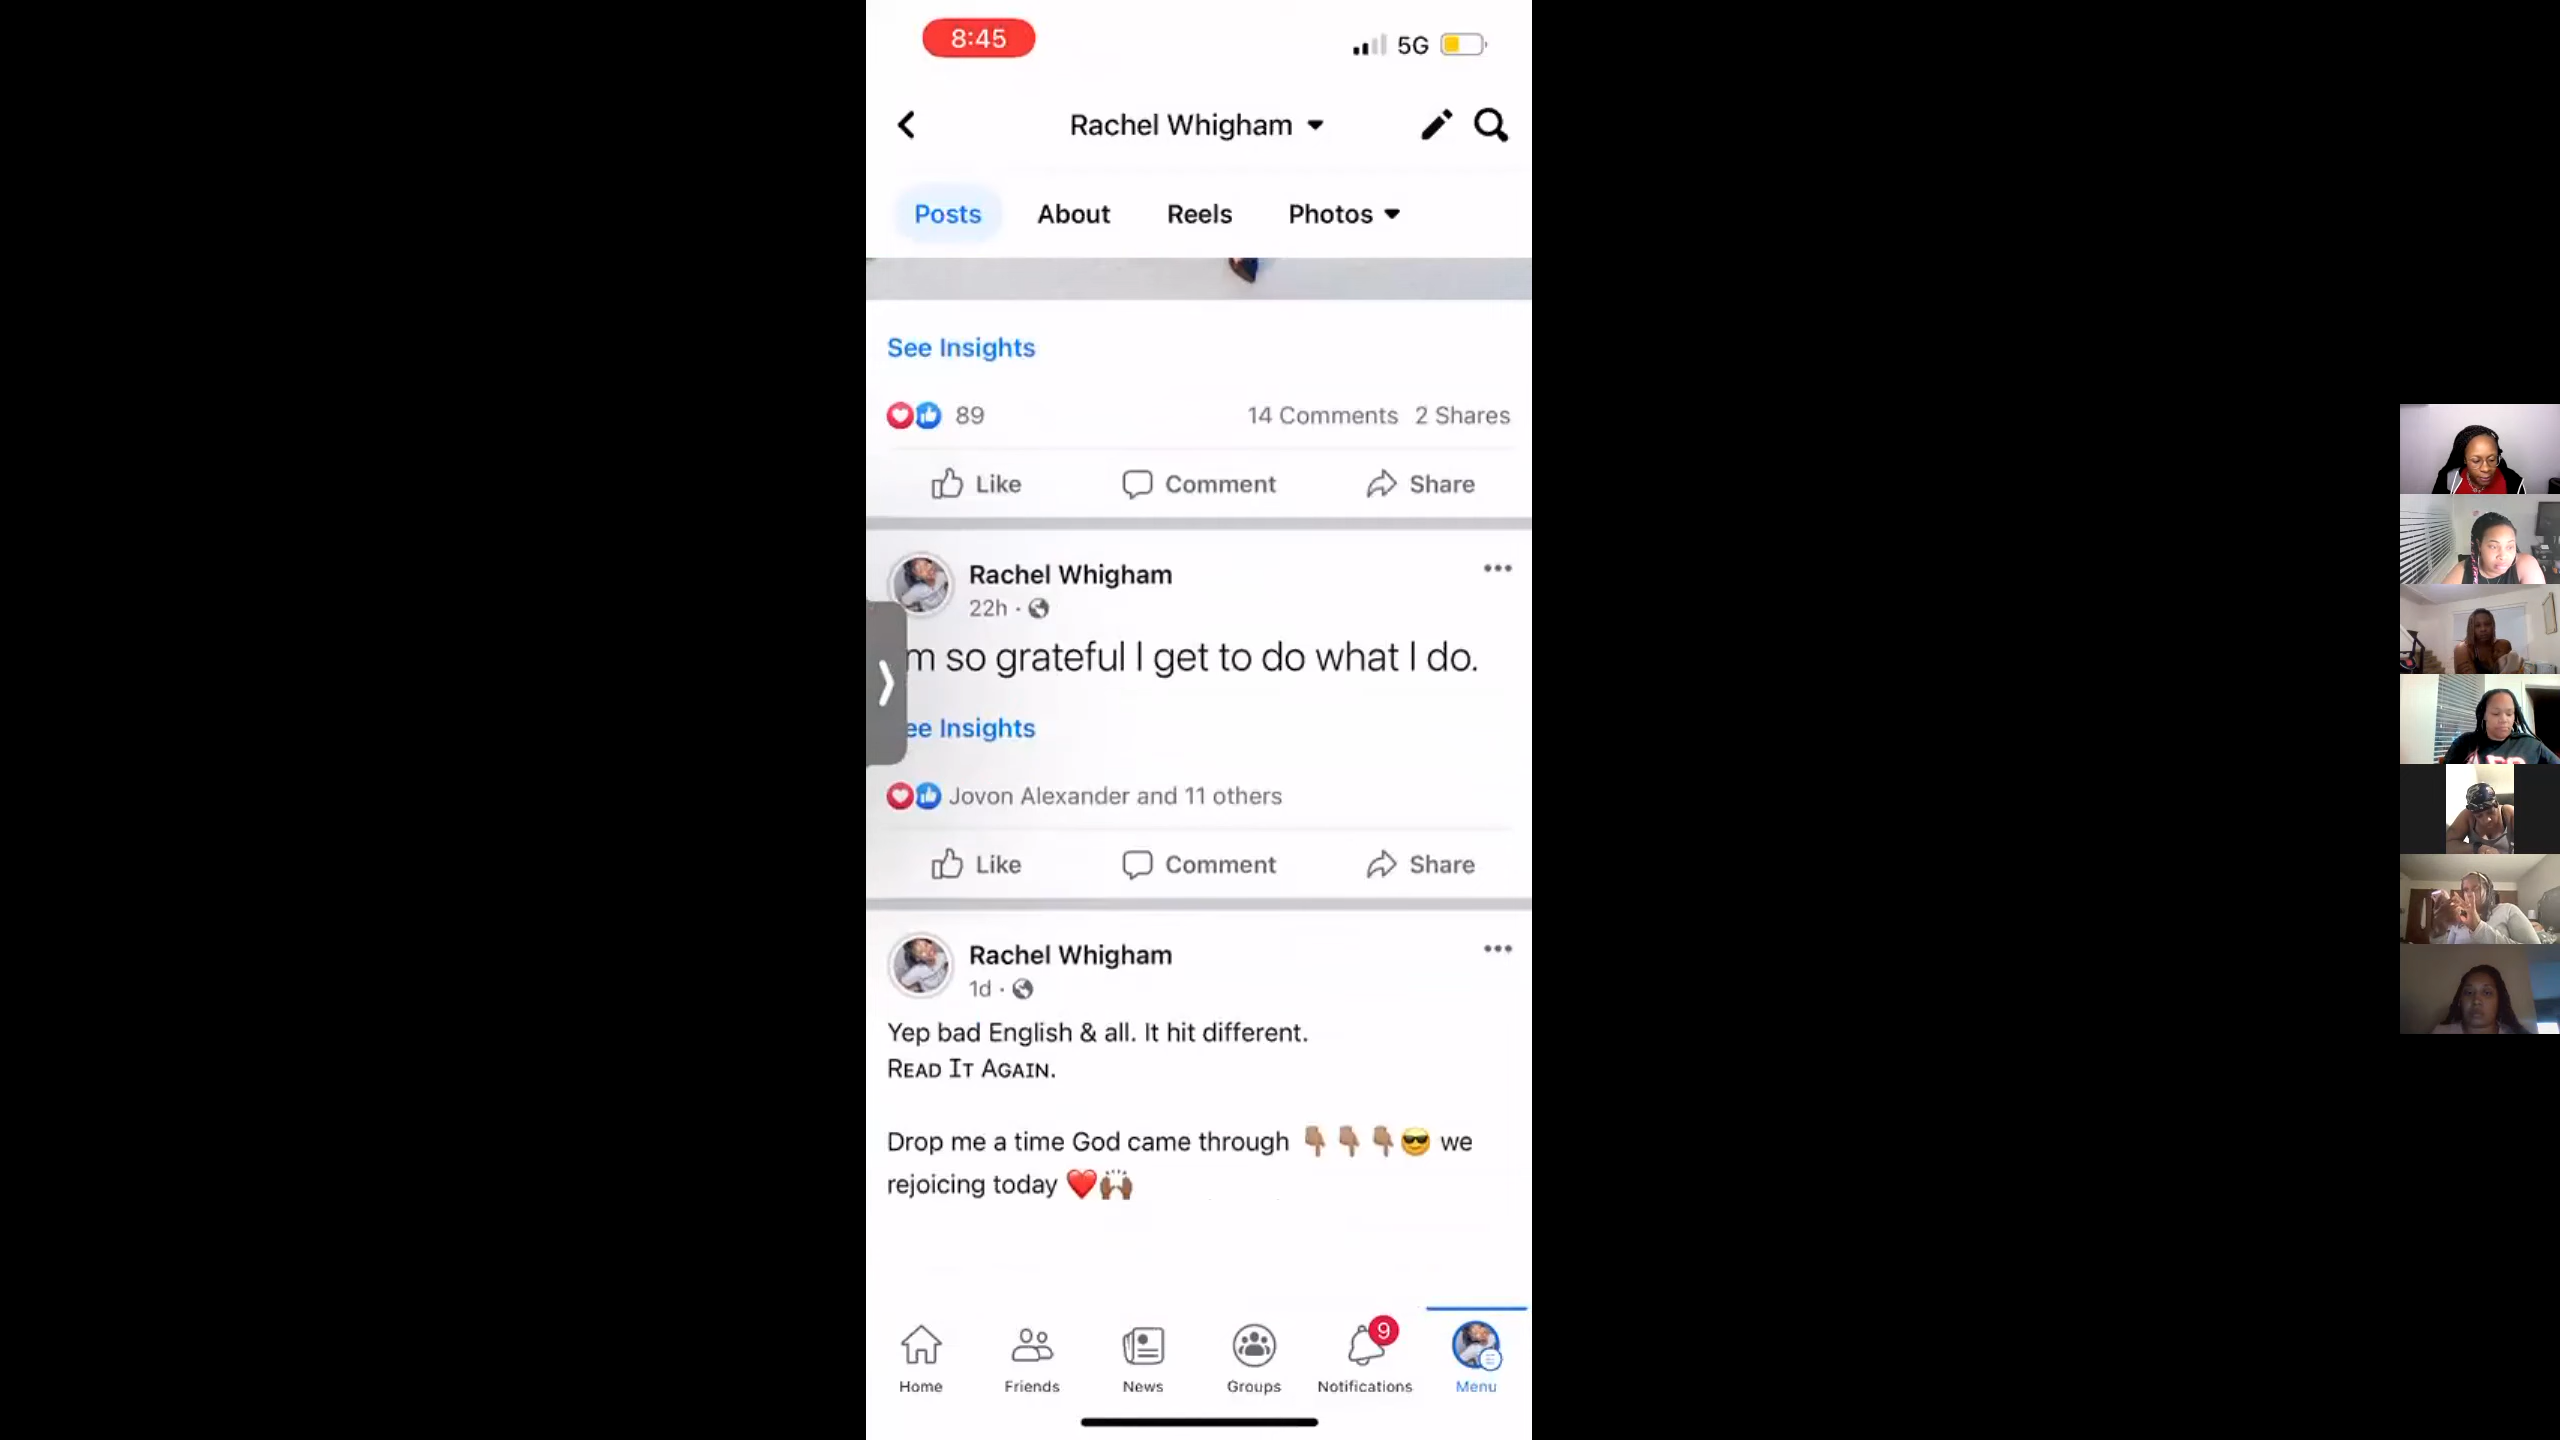 8:45
5G
Rachel Whigham
Posts About Reels Photos
See Insights
89 14 Comments 2 Shares
Like Comment Share
Rachel Whigham
22h ·
m so grateful I get to do what I do.
ee Insights
Jovon Alexander and 11 others
Like Comment Share
Rachel Whigham
1d ·
Yep bad English & all. It hit different.
Rᴇᴀᴅ Iᴛ Aɢᴀɪɴ.
Drop me a time God came through 👇🏽👇🏽👇🏽😎 we
rejoicing today ❤️🙌🏾
9
Home Friends News Groups Notifications Menu